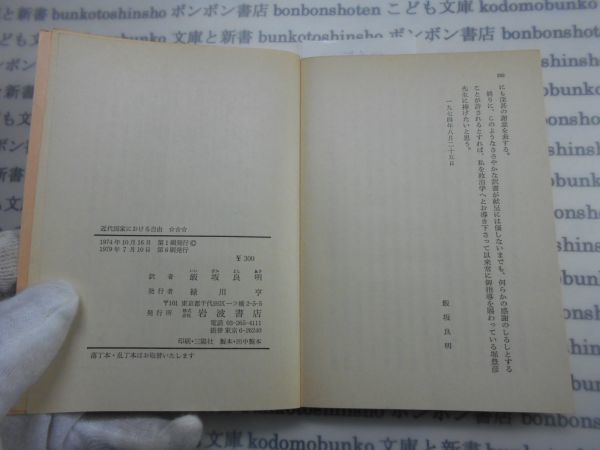 にも深甚の謝意を表する。
終りに、このようなささやかな訳書が献呈には値しないまでも、何らかの感謝のしるしとする
ことが許されるとすれば、私を政治学へとお導き下さって以来常に御指導を賜わっている堀豊彦
先生に捧げたいと思う。
一九七四年八月二十五日
飯坂良明
近代国家における自由 ☆☆☆
1974年10月16日 第1刷発行 ©
1979年7月10日 第6刷発行
¥300
訳者 飯坂良明
発行者 緑川亨
〒101 東京都千代田区一ツ橋2-5-5
発行所 株式会社 岩波書店
電話 03-265-4111
振替 東京6-26240
印刷・三陽社 製本・田中製本
落丁本・乱丁本はお取替いたします
文庫と新書 bunkotoshinsho ボンボン書店 bonbonshoten こども文庫 kodomobunko